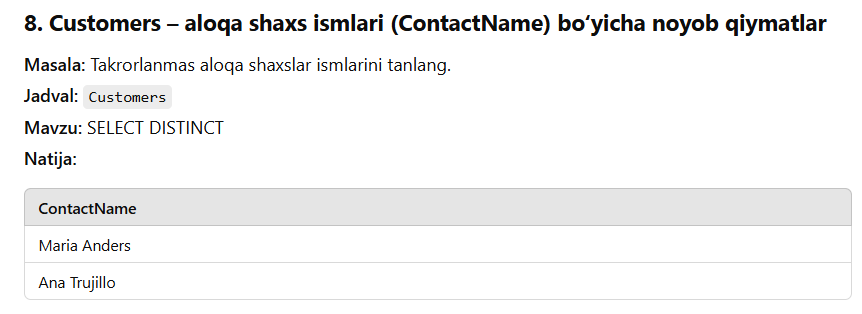 8. Customers – aloqa shaxs ismlari (ContactName) bo‘yicha noyob qiymatlar
Masala: Takrorlanmas aloqa shaxslar ismlarini tanlang.
Jadval: Customers
Mavzu: SELECT DISTINCT
Natija:
ContactName
Maria Anders
Ana Trujillo